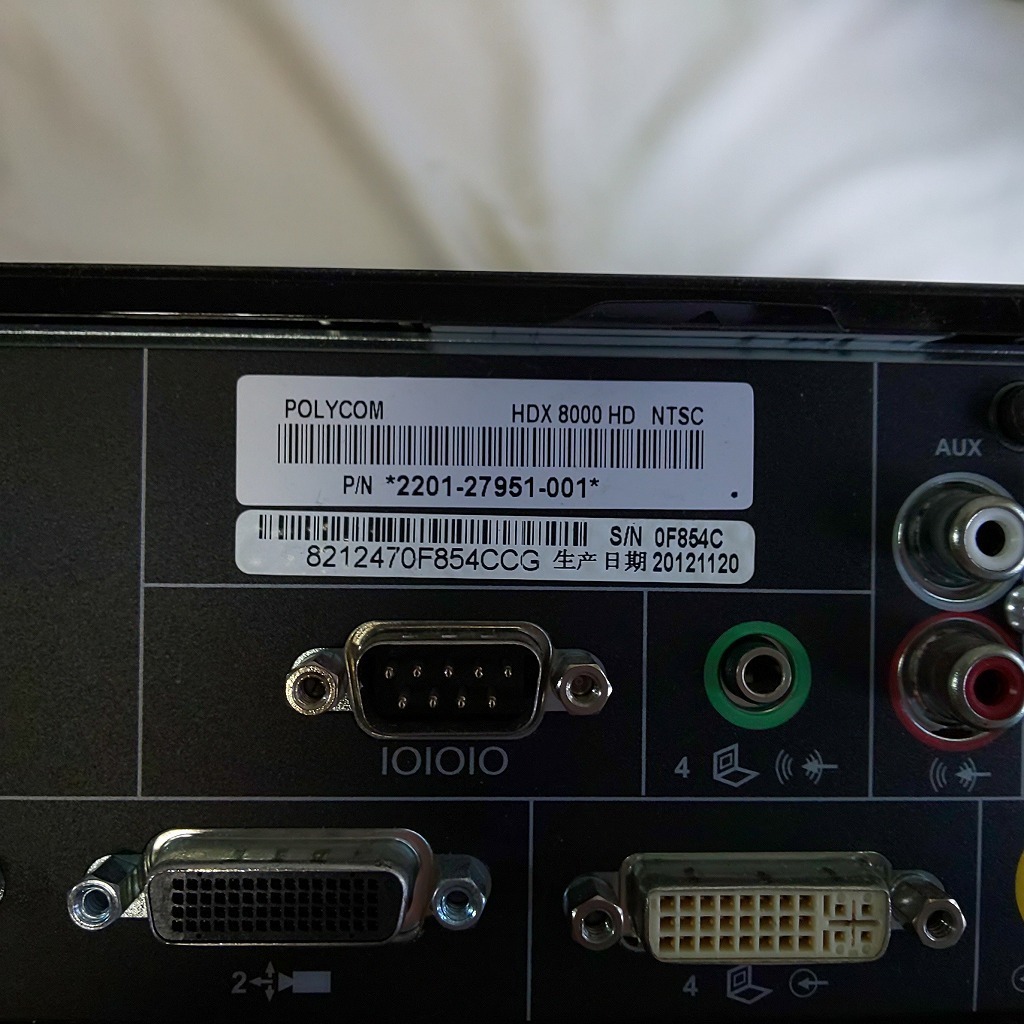 POLYCOM HDX 8000 HD NTSC
P/N *2201-27951-001*
S/N 0F854C
8212470F854CCG 生产日期 20121120
AUX
IOIOIO
4
2
4